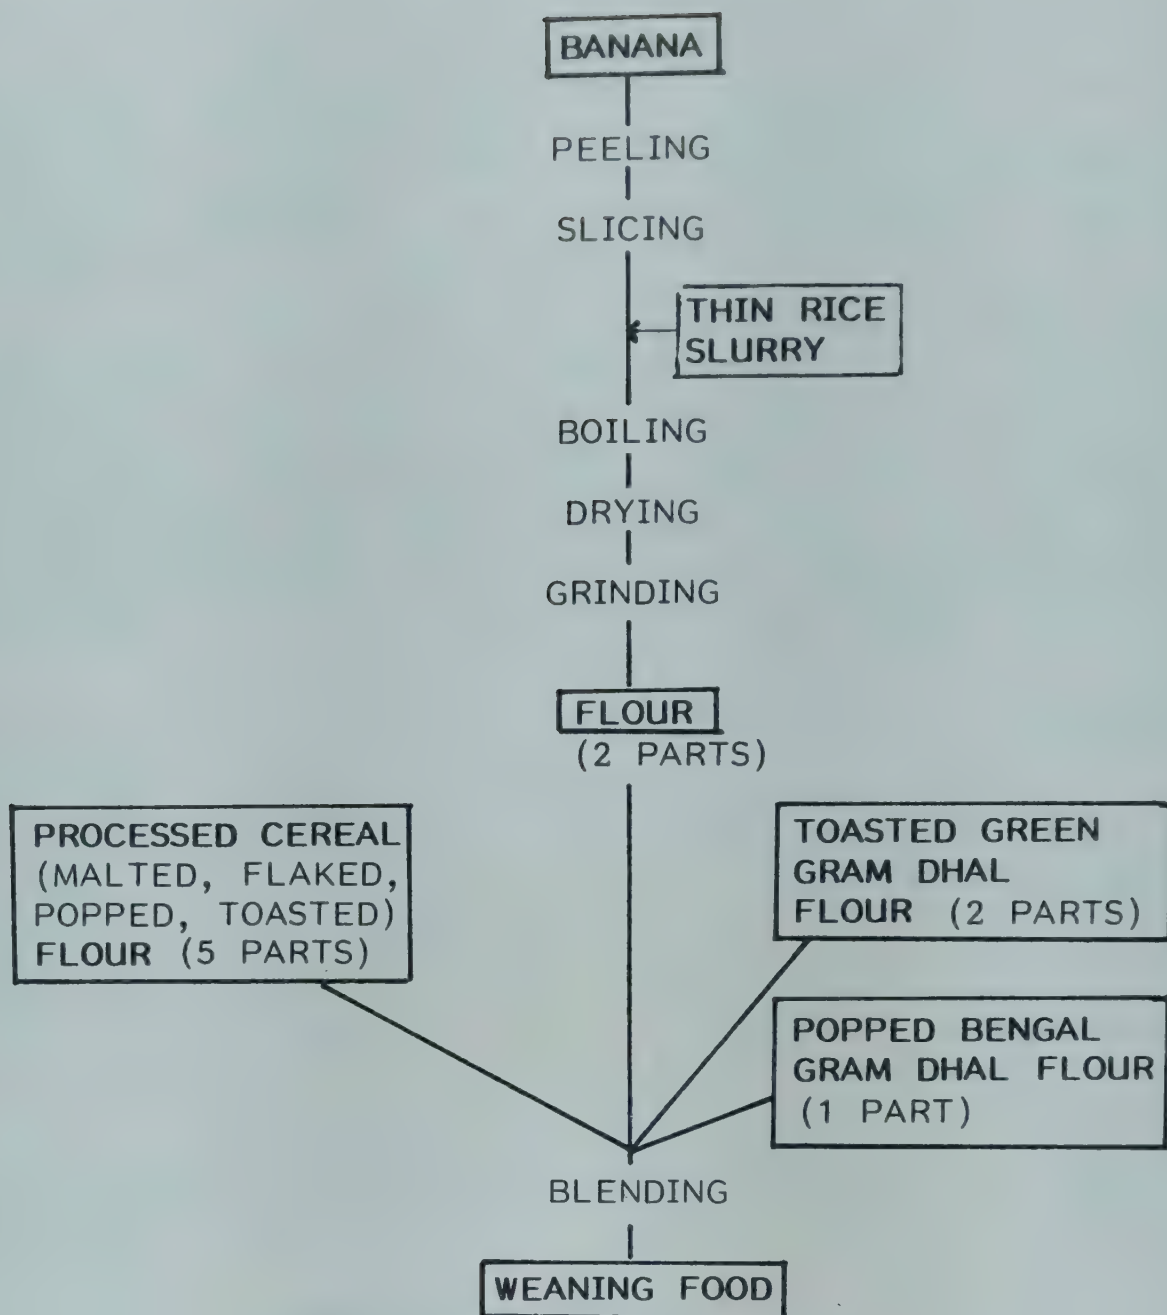 BANANA
PEELING
SLICING
THIN RICE
SLURRY
BOILING
DRYING
GRINDING
FLOUR
(2 PARTS)
PROCESSED CEREAL
(MALTED, FLAKED,
POPPED, TOASTED)
FLOUR (5 PARTS)
TOASTED GREEN
GRAM DHAL
FLOUR (2 PARTS)
POPPED BENGAL
GRAM DHAL FLOUR
(1 PART)
BLENDING
WEANING FOOD